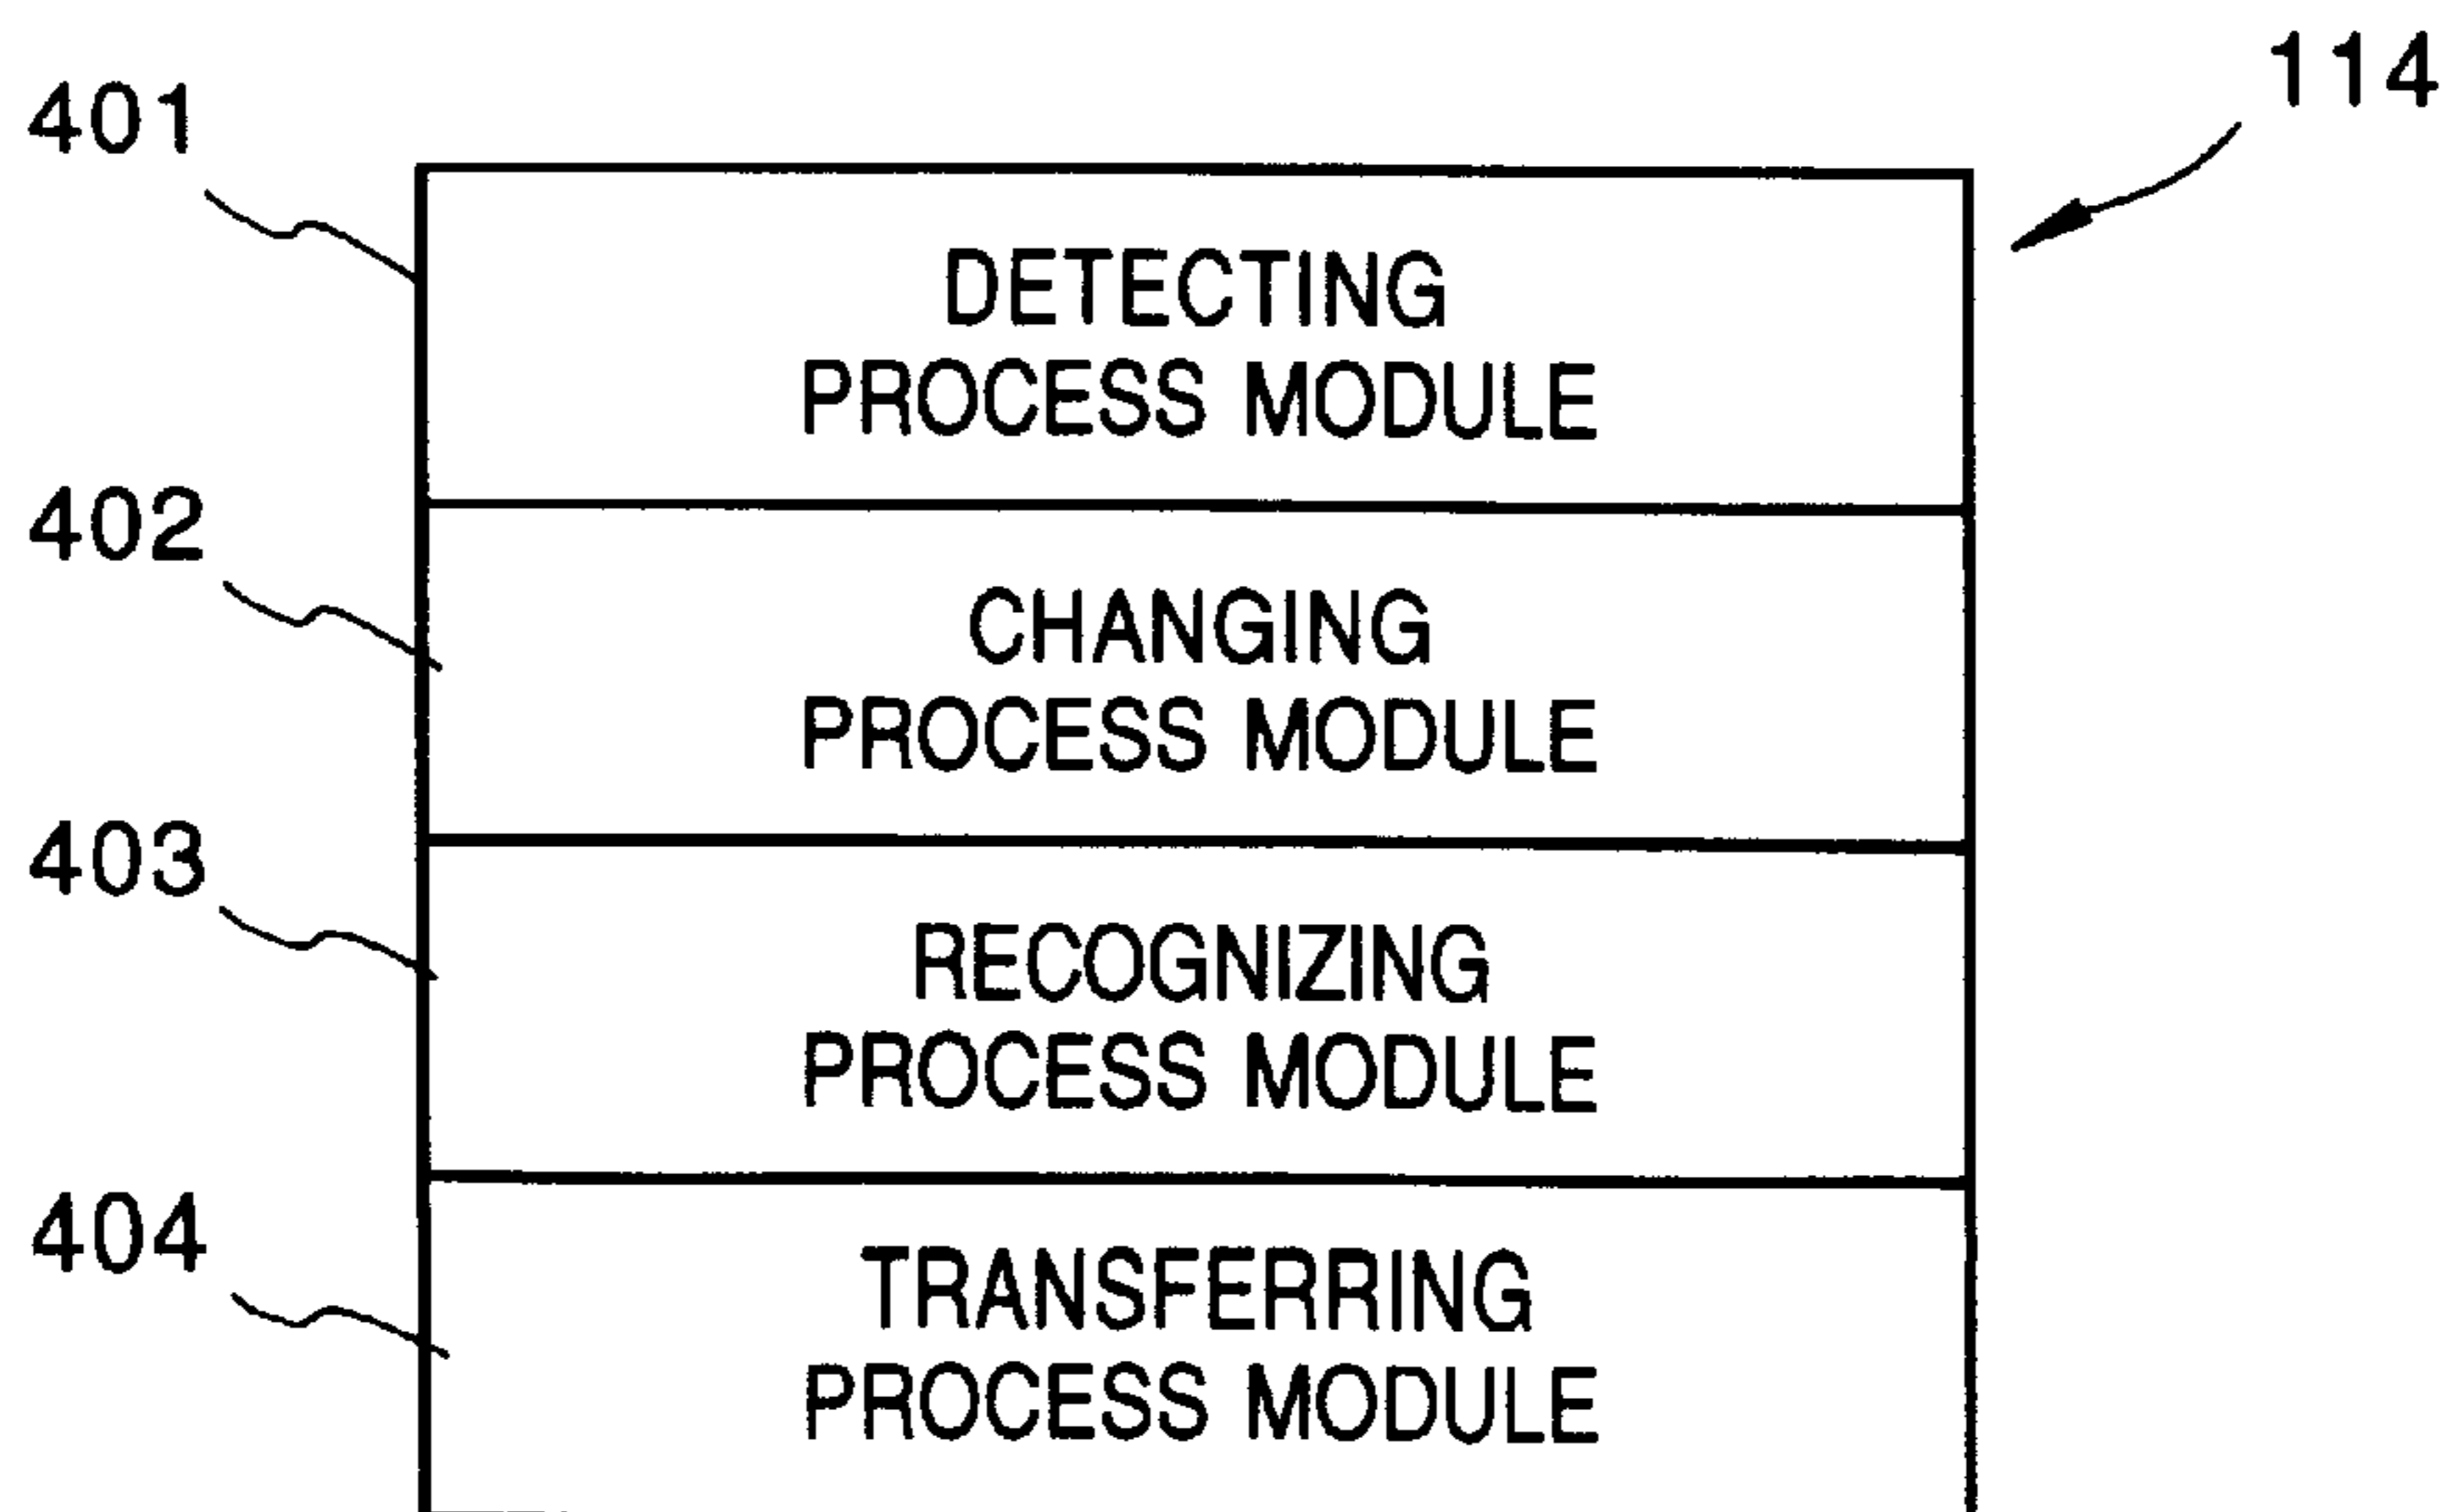 114
401
DETECTING
PROCESS MODULE
402
CHANGING
PROCESS MODULE
403
RECOGNIZING
PROCESS MODULE
404
TRANSFERRING
PROCESS MODULE